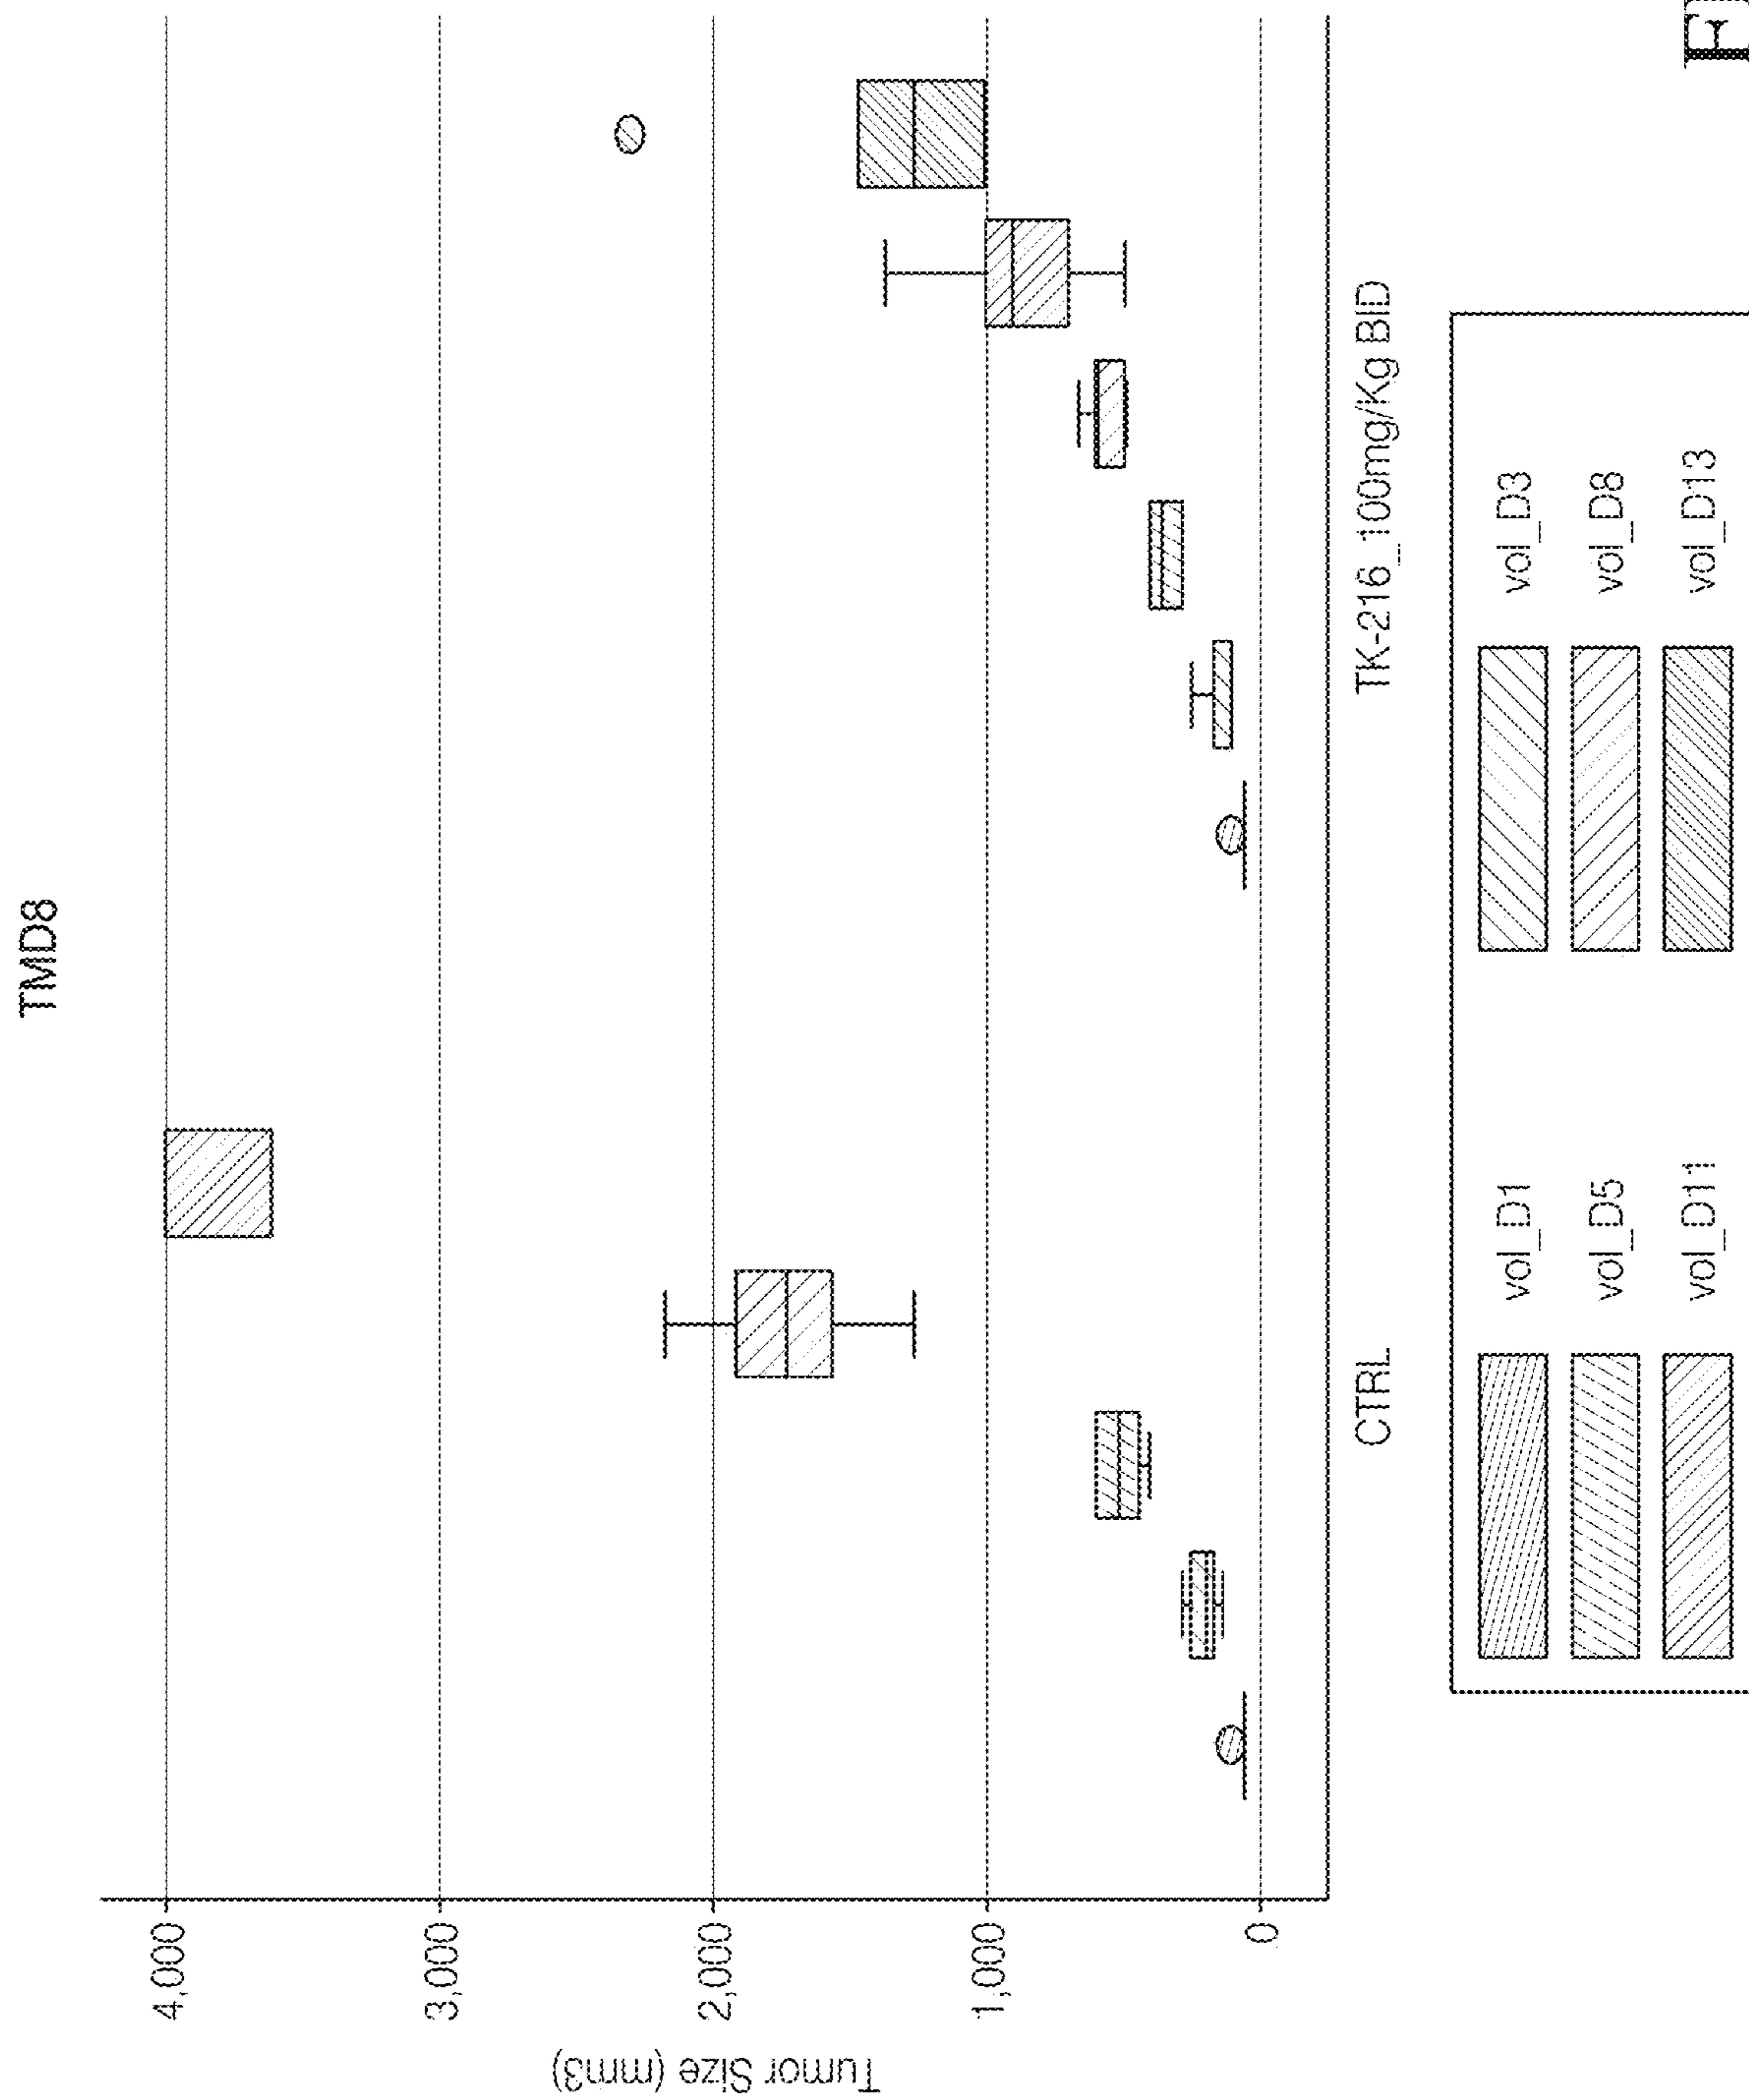 TMD8
Tumor Size (mm3)
4,000
3,000
2,000
1,000
0
CTRL
TK-216_100mg/Kg BID
vol_D1
vol_D3
vol_D5
vol_D8
vol_D11
vol_D13